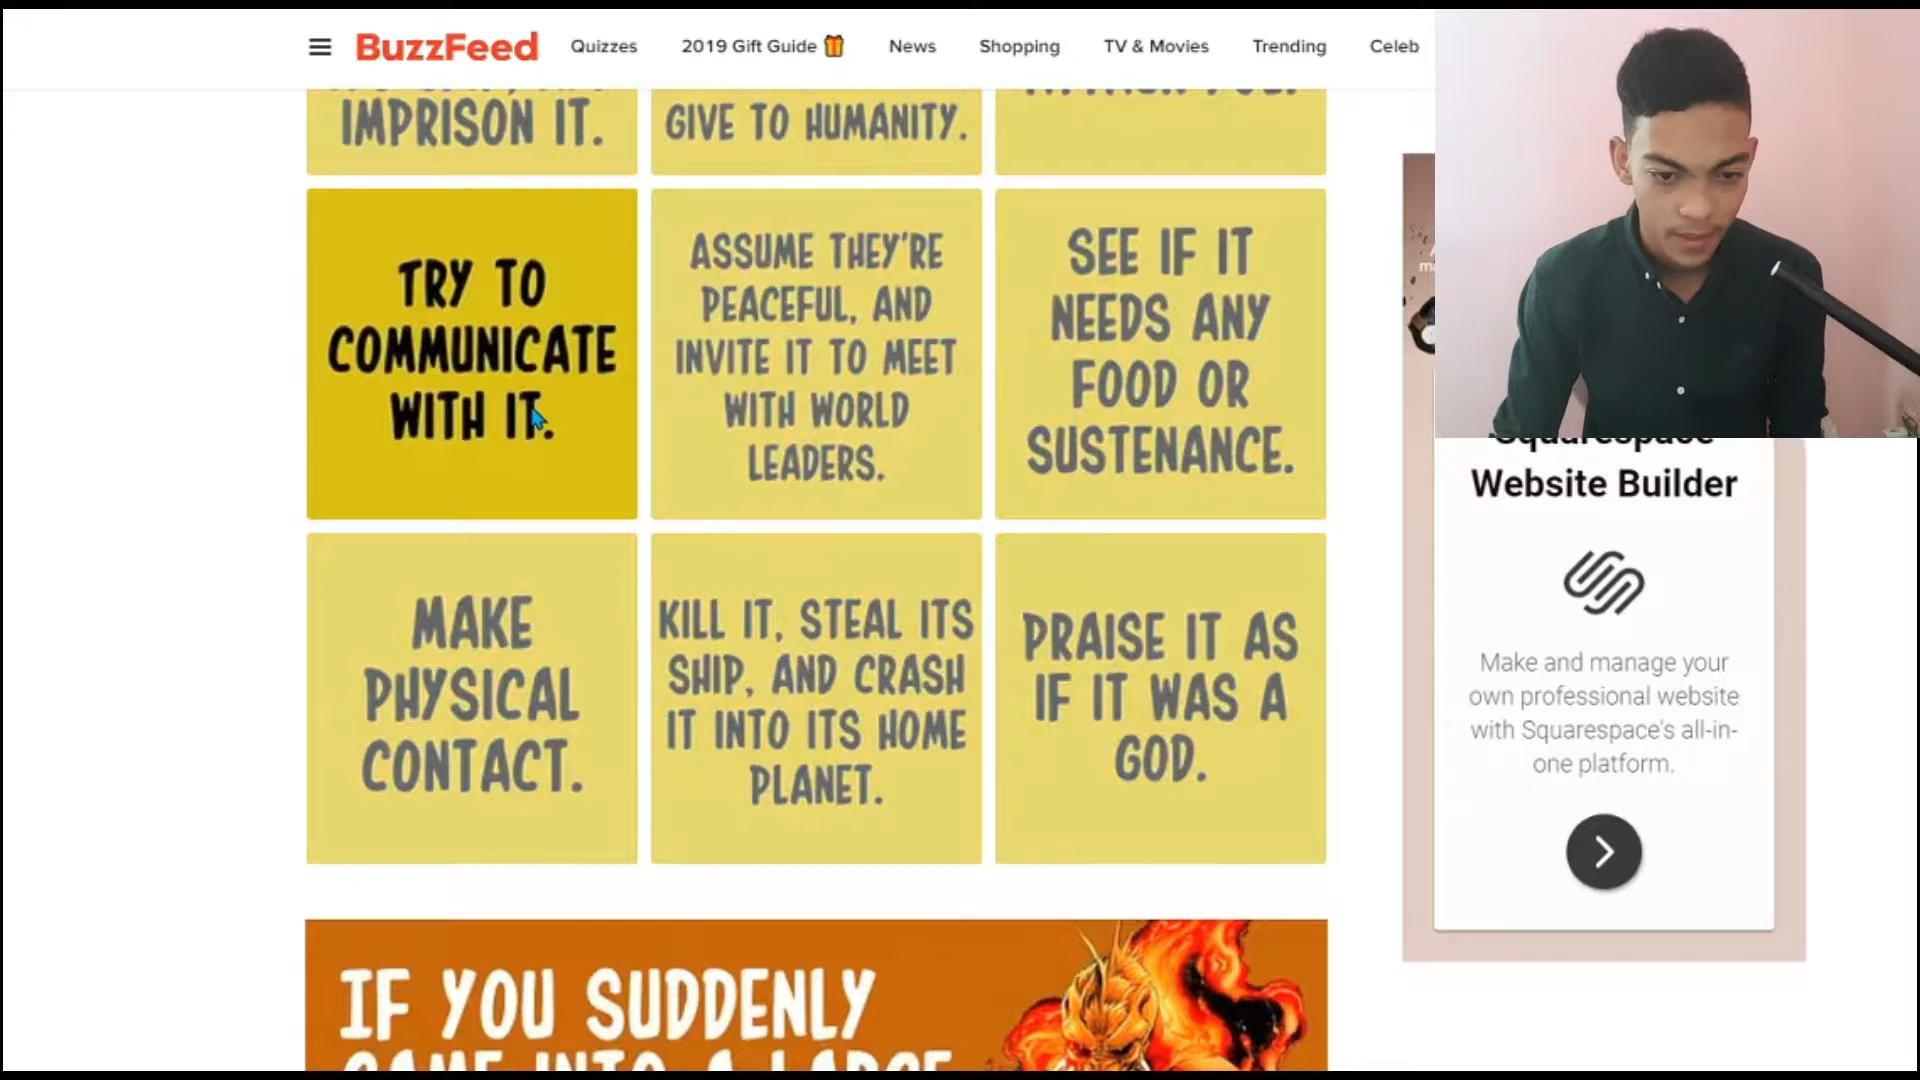 BuzzFeed Quizzes 2019 Gift Guide News Shopping TV & Movies Trending Celeb
IMPRISON IT.
GIVE TO HUMANITY.
TRY TO
COMMUNICATE
WITH IT.
ASSUME THEY'RE
PEACEFUL, AND
INVITE IT TO MEET
WITH WORLD
LEADERS.
SEE IF IT
NEEDS ANY
FOOD OR
SUSTENANCE.
MAKE
PHYSICAL
CONTACT.
KILL IT, STEAL ITS
SHIP, AND CRASH
IT INTO ITS HOME
PLANET.
PRAISE IT AS
IF IT WAS A
GOD.
IF YOU SUDDENLY
CAME INTO A LARGE
Squarespace
Website Builder
Make and manage your
own professional website
with Squarespace's all-in-
one platform.